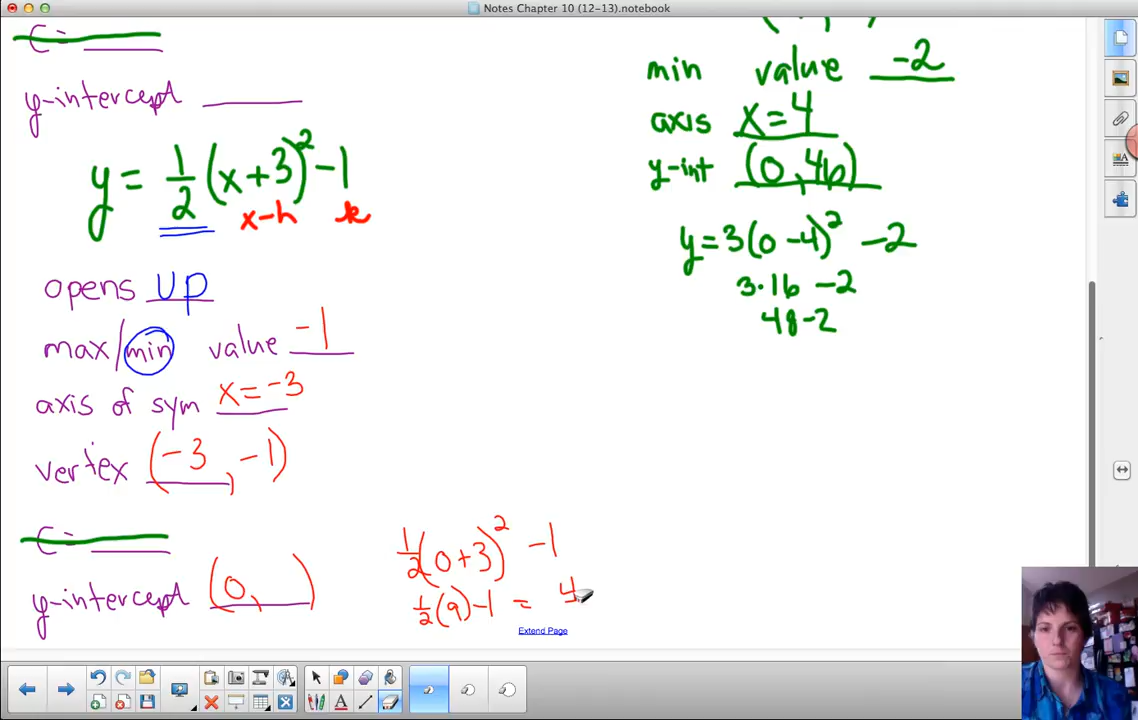 Notes Chapter 10 (12-13).notebook
C =
y-intercept
y = 1/2 (x + 3)² - 1
x - h k
opens UP
max/min value -1
axis of sym x = -3
vertex (-3, -1)
C =
y-intercept (0, )
1/2 (0 + 3)² - 1
1/2 (9) - 1 = 4
min value -2
axis x = 4
y-int (0, 46)
y = 3(0 - 4)² - 2
3 · 16 - 2
48 - 2
Extend Page